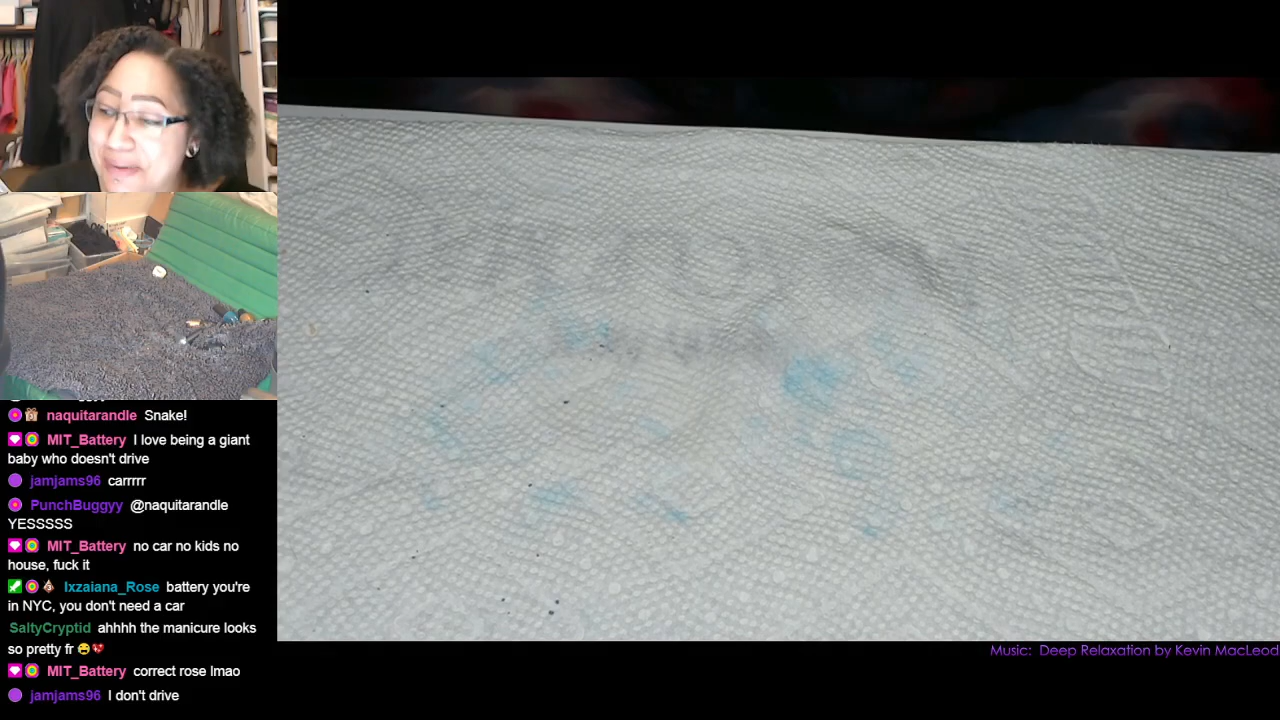 naquitarandle Snake!
MIT_Battery I love being a giant
baby who doesn't drive
jamjams96 carrrrr
PunchBuggyy @naquitarandle
YESSSSS
MIT_Battery no car no kids no
house, fuck it
Ixzaiana_Rose battery you're
in NYC, you don't need a car
SaltyCryptid ahhhh the manicure looks
so pretty fr 😂💖
MIT_Battery correct rose lmao
jamjams96 I don't drive
Music: Deep Relaxation by Kevin MacLeod